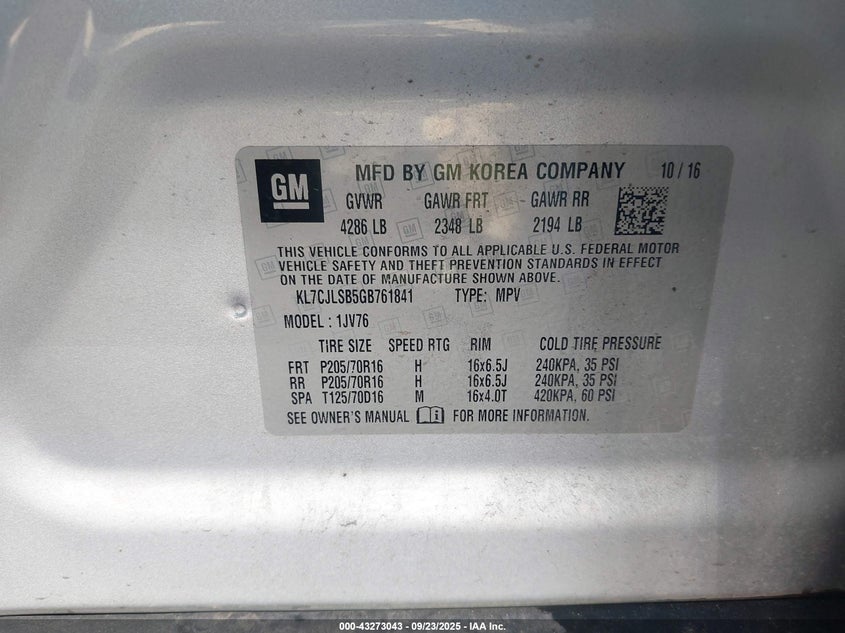 GM
MFD BY GM KOREA COMPANY 10/16
GVWR GAWR FRT GAWR RR
4286 LB 2348 LB 2194 LB
THIS VEHICLE CONFORMS TO ALL APPLICABLE U.S. FEDERAL MOTOR
VEHICLE SAFETY AND THEFT PREVENTION STANDARDS IN EFFECT
ON THE DATE OF MANUFACTURE SHOWN ABOVE.
KL7CJLSB5GB761841 TYPE: MPV
MODEL : 1JV76
TIRE SIZE SPEED RTG RIM COLD TIRE PRESSURE
FRT P205/70R16 H 16x6.5J 240KPA, 35 PSI
RR P205/70R16 H 16x6.5J 240KPA, 35 PSI
SPA T125/70D16 M 16x4.0T 420KPA, 60 PSI
SEE OWNER'S MANUAL FOR MORE INFORMATION.
000-43273043 - 09/23/2025 - IAA Inc.